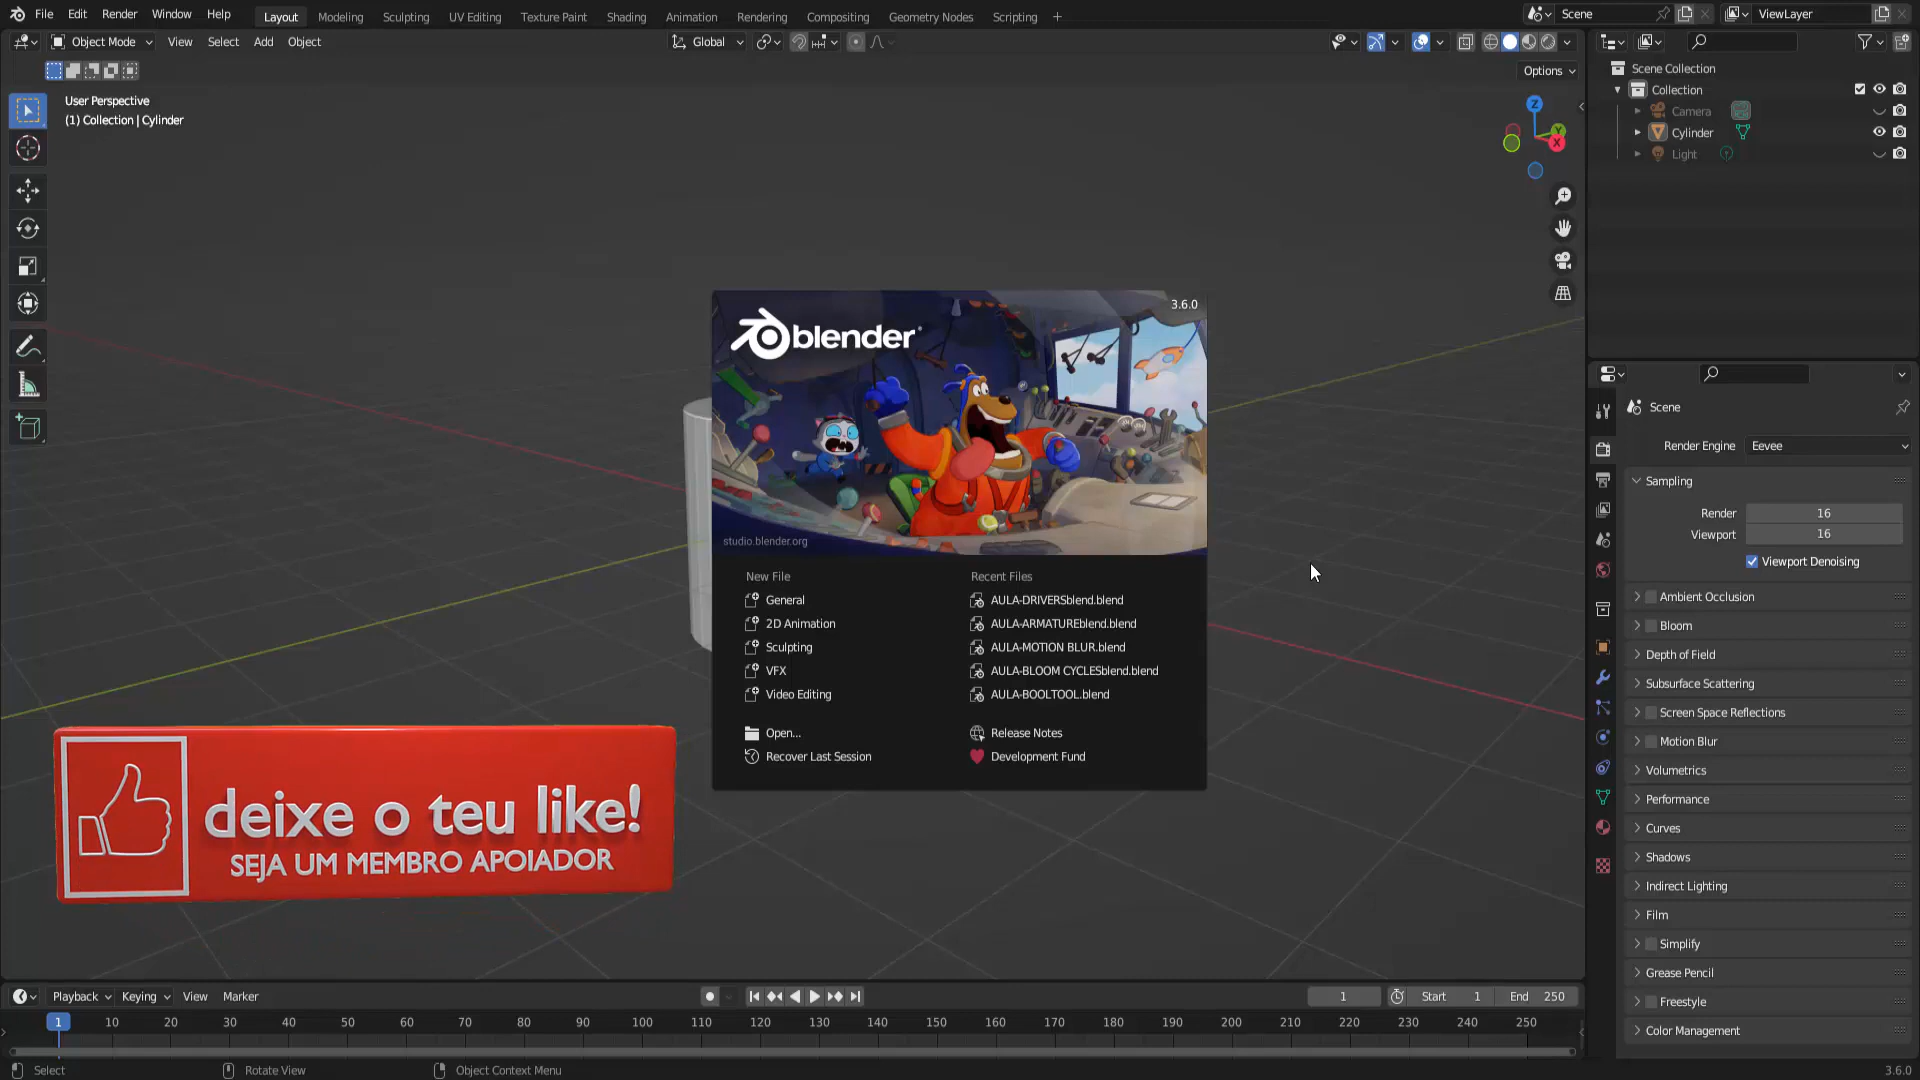 File Edit Render Window Help Layout Modeling Sculpting UV Editing Texture Paint Shading Animation Rendering Compositing Geometry Nodes Scripting + Scene ViewLayer
Object Mode View Select Add Object Global
Options
User Perspective
(1) Collection | Cylinder
Z
Y
X
Scene Collection
Collection
Camera
Cylinder
Light
blender
3.6.0
studio.blender.org
New File
General
2D Animation
Sculpting
VFX
Video Editing
Open...
Recover Last Session
Recent Files
AULA-DRIVERSblend.blend
AULA-ARMATUREblend.blend
AULA-MOTION BLUR.blend
AULA-BLOOM CYCLESblend.blend
AULA-BOOLTOOL.blend
Release Notes
Development Fund
deixe o teu like!
SEJA UM MEMBRO APOIADOR
Scene
Render Engine Eevee
Sampling
Render 16
Viewport 16
Viewport Denoising
Ambient Occlusion
Bloom
Depth of Field
Subsurface Scattering
Screen Space Reflections
Motion Blur
Volumetrics
Performance
Curves
Shadows
Indirect Lighting
Film
Simplify
Grease Pencil
Freestyle
Color Management
Playback Keying View Marker 1 Start 1 End 250
1 10 20 30 40 50 60 70 80 90 100 110 120 130 140 150 160 170 180 190 200 210 220 230 240 250
Select Rotate View Object Context Menu 3.6.0